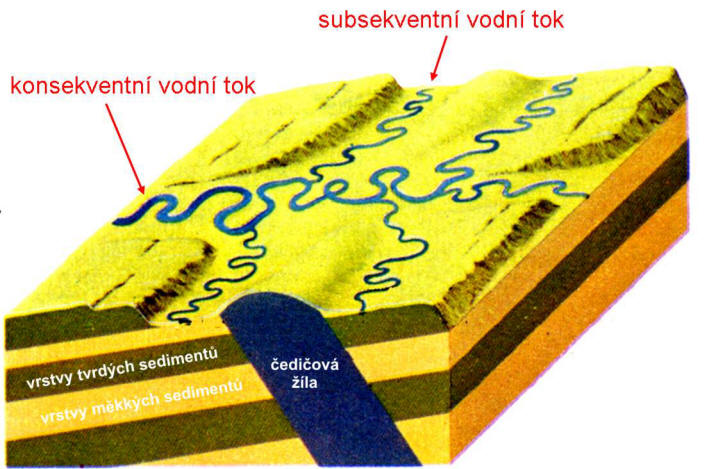 subsekventní vodní tok
konsekventní vodní tok
vrstvy tvrdých sedimentů
čedičová
žíla
vrstvy měkkých sedimentů